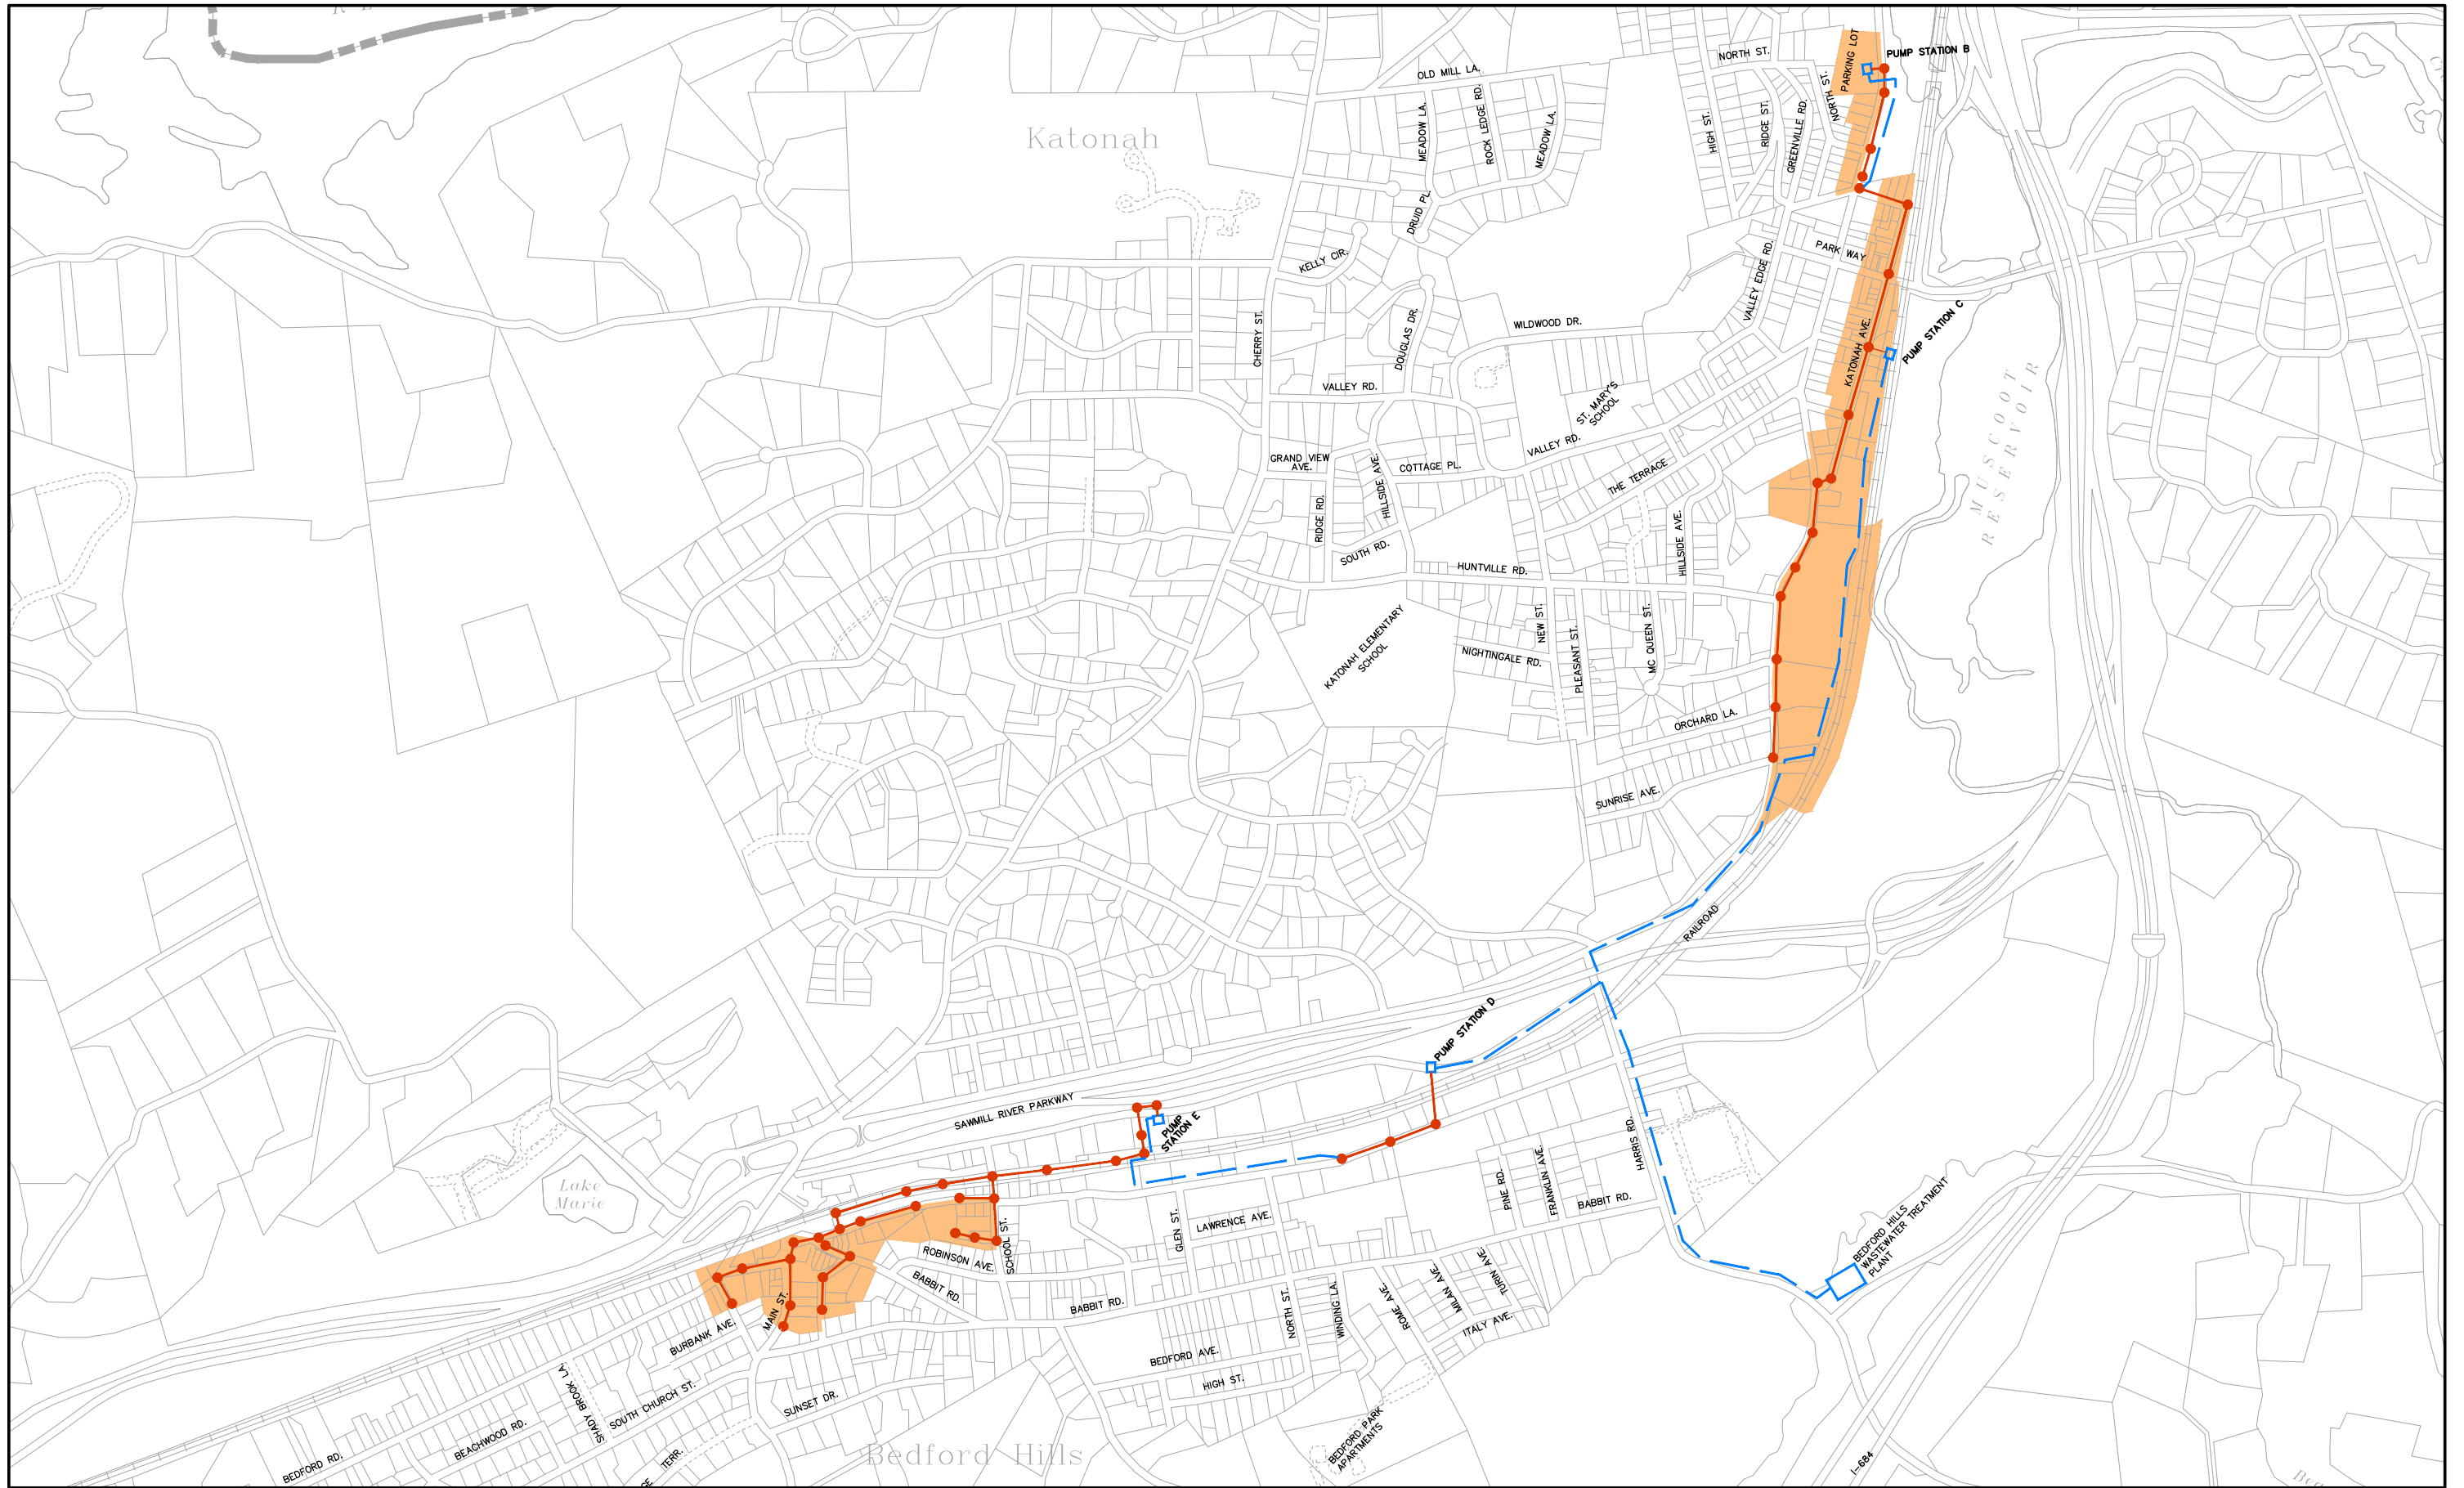 NORTH ST.
PARKING LOT
PUMP STATION B
OLD MILL LA.
MEADOW LA.
ROCK LEDGE RD.
MEADOW LA.
HIGH ST.
RIDGE ST.
GREENVILLE RD.
NORTH ST.
Katonah
DRUID PL.
KELLY CIR.
VALLEY EDGE RD.
PARK WAY
CHERRY ST.
DOUGLAS DR.
WILDWOOD DR.
KATONAH AVE.
PUMP STATION C
VALLEY RD.
ST. MARY'S
SCHOOL
MUSCOOT
RESERVOIR
GRAND VIEW
AVE.
HILLSIDE AVE.
COTTAGE PL.
VALLEY RD.
THE TERRACE
RIDGE RD.
SOUTH RD.
HILLSIDE AVE.
HUNTVILLE RD.
KATONAH ELEMENTARY
SCHOOL
NEW ST.
NIGHTINGALE RD.
PLEASANT ST.
MC QUEEN ST.
ORCHARD LA.
SUNRISE AVE.
RAILROAD
PUMP STATION D
SAWMILL RIVER PARKWAY
PUMP
STATION E
HARRIS RD.
Lake
Marie
PINE RD.
FRANKLIN AVE.
BABBIT RD.
BEDFORD HILLS
WASTEWATER TREATMENT
PLANT
GLEN ST.
LAWRENCE AVE.
SCHOOL ST.
ROBINSON AVE.
BABBIT RD.
BABBIT RD.
MAIN ST.
BURBANK AVE.
NORTH ST.
WINDING LA.
ROME AVE.
MILAN AVE.
TURIN AVE.
ITALY AVE.
BEDFORD AVE.
HIGH ST.
SHADY BROOK LA.
SOUTH CHURCH ST.
SUNSET DR.
BEACHWOOD RD.
BEDFORD RD.
TERR.
Bedford Hills
BEDFORD PARK
APARTMENTS
I-684